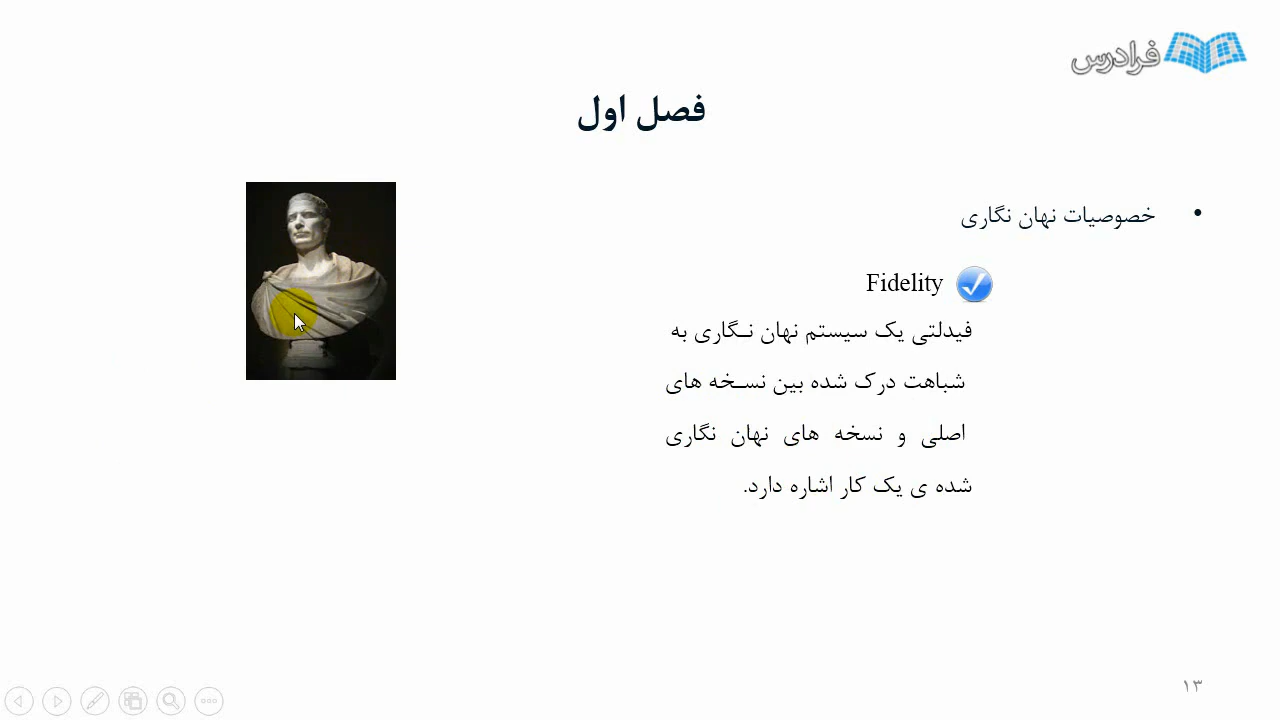 فرادرس
فصل اول
• خصوصیات نهان نگاری
Fidelity
فیدلتی یک سیستم نهان نـگاری به
شباهت درک شده بین نسـخه های
اصلی و نسخه های نهان نگاری
شده ی یک کار اشاره دارد.
۱۳